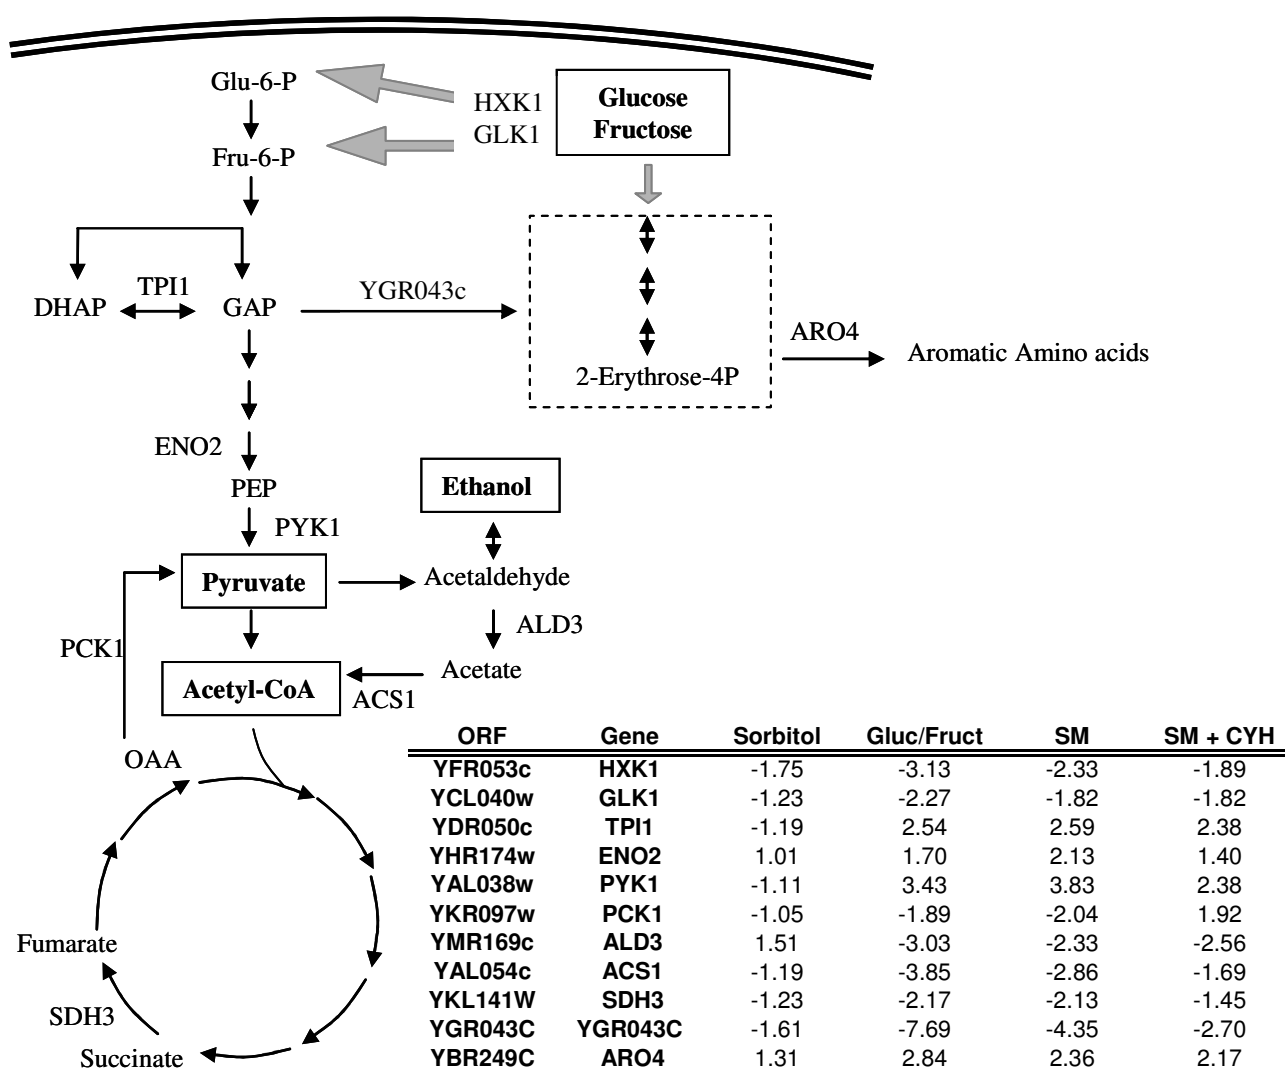 Glu-6-P
HXK1
GLK1
Glucose
Fructose
Fru-6-P
DHAP
TPI1
GAP
YGR043c
2-Erythrose-4P
ARO4
Aromatic Amino acids
ENO2
PEP
PYK1
Ethanol
Pyruvate
Acetaldehyde
ALD3
PCK1
Acetate
Acetyl-CoA
ACS1
OAA
Fumarate
SDH3
Succinate
ORF Gene Sorbitol Gluc/Fruct SM SM + CYH
YFR053c HXK1 -1.75 -3.13 -2.33 -1.89
YCL040w GLK1 -1.23 -2.27 -1.82 -1.82
YDR050c TPI1 -1.19 2.54 2.59 2.38
YHR174w ENO2 1.01 1.70 2.13 1.40
YAL038w PYK1 -1.11 3.43 3.83 2.38
YKR097w PCK1 -1.05 -1.89 -2.04 1.92
YMR169c ALD3 1.51 -3.03 -2.33 -2.56
YAL054c ACS1 -1.19 -3.85 -2.86 -1.69
YKL141W SDH3 -1.23 -2.17 -2.13 -1.45
YGR043C YGR043C -1.61 -7.69 -4.35 -2.70
YBR249C ARO4 1.31 2.84 2.36 2.17